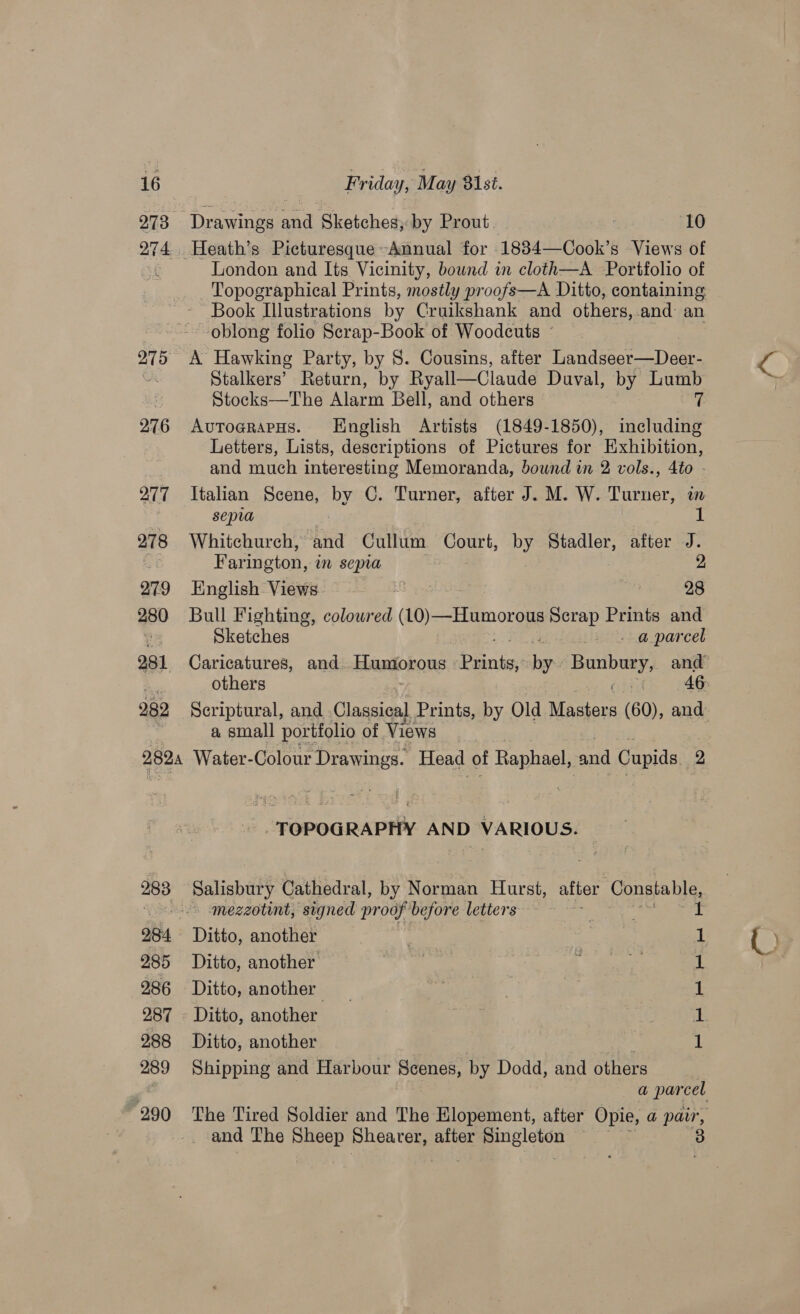 16 Friday, May 31st.
273 Drawings and Sketches, by Prout 10
274 Heath's Picturesque Annual for 1834—Cook's Views of
London and Its Vicinity, bound in cloth—A Portfolio of
Topographical Prints, mostly proofs—A Ditto, containing
Book Illustrations by Cruikshank and others, and an
oblong folio Scrap-Book of Woodcuts
275 A Hawking Party, by S. Cousins, after Landseer—Deer-
Stalkers' Return, by Ryall—Claude Duval, by Lumb
Stocks—The Alarm Bell, and others 7
276 AUTOGRAPHS. English Artists (1849-1850), including
Letters, Lists, descriptions of Pictures for Exhibition,
and much interesting Memoranda, bound in 2 vols., 4to
277 Italian Scene, by C. Turner, after J. M. W. Turner, in
sepia 1
278 Whitchurch, and Cullum Court, by Stadler, after J.
Farington, in sepia 2
279 English Views 28
280 Bull Fighting, coloured (10)—Humorous Scrap Prints and
Sketches a parcel
281 Caricatures, and Humorous Prints, by Bunbury, and
others 46
282 Scriptural, and Classical Prints, by Old Masters (60), and
a small portfolio of Views
282A Water-Colour Drawings. Head of Raphael, and Cupids 2
TOPOGRAPHY AND VARIOUS.
283 Salisbury Cathedral, by Norman Hurst, after Constable,
mezzotint, signed proof before letters 1
284 Ditto, another 1
285 Ditto, another 1
286 Ditto, another 1
287 Ditto, another 1
288 Ditto, another 1
289 Shipping and Harbour Scenes, by Dodd, and others
a parcel
290 The Tired Soldier and The Elopement, after Opie, a pair,
and The Sheep Shearer, after Singleton 3